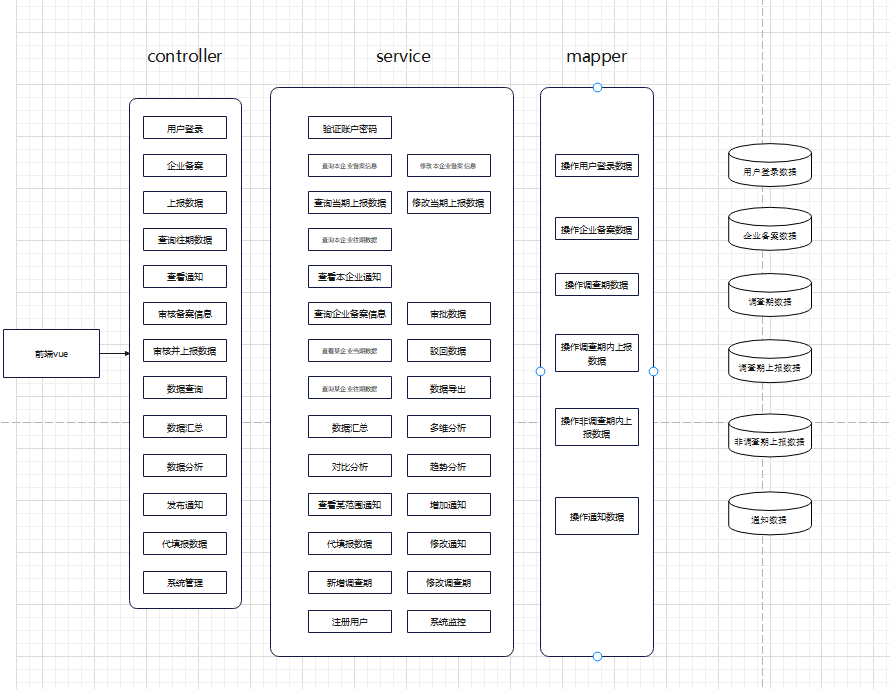 controller
service
mapper
用户登录
企业备案
上报数据
查询往期数据
查看通知
审核备案信息
审核并上报数据
数据查询
数据汇总
数据分析
发布通知
代填报数据
系统管理
前端vue
验证账户密码
查询本企业备案信息
修改本企业备案信息
查询当期上报数据
修改当期上报数据
查询本企业往期数据
查看本企业通知
查询企业备案信息
审批数据
查看某企业当期数据
驳回数据
查询某企业往期数据
数据导出
数据汇总
多维分析
对比分析
趋势分析
查看某范围通知
增加通知
代填报数据
修改通知
新增调查期
修改调查期
注册用户
系统监控
操作用户登录数据
操作企业备案数据
操作调查期数据
操作调查期内上报
数据
操作非调查期内上
报数据
操作通知数据
用户登录数据
企业备案数据
调查期数据
调查期上报数据
非调查期上报数据
通知数据